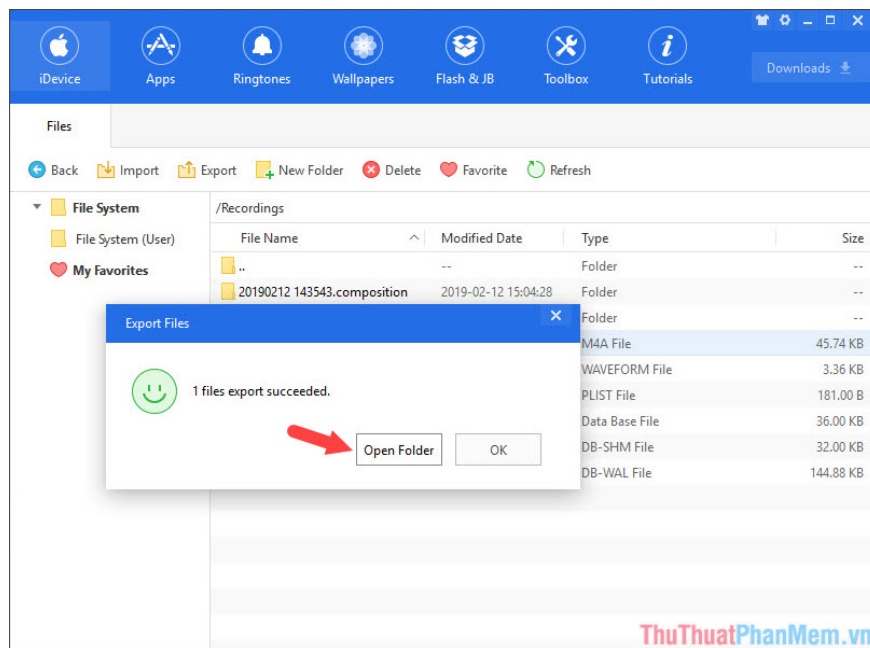 iDevice Apps Ringtones Wallpapers Flash & JB Toolbox Tutorials Downloads
Files
Back Import Export New Folder Delete Favorite Refresh
File System
File System (User)
My Favorites
/Recordings
File Name Modified Date Type Size
.. -- Folder --
20190212 143543.composition 2019-02-12 15:04:28 Folder --
Folder --
M4A File 45.74 KB
WAVEFORM File 3.36 KB
PLIST File 181.00 B
Data Base File 36.00 KB
DB-SHM File 32.00 KB
DB-WAL File 144.88 KB
Export Files
1 files export succeeded.
Open Folder OK
ThuThuatPhanMem.vn